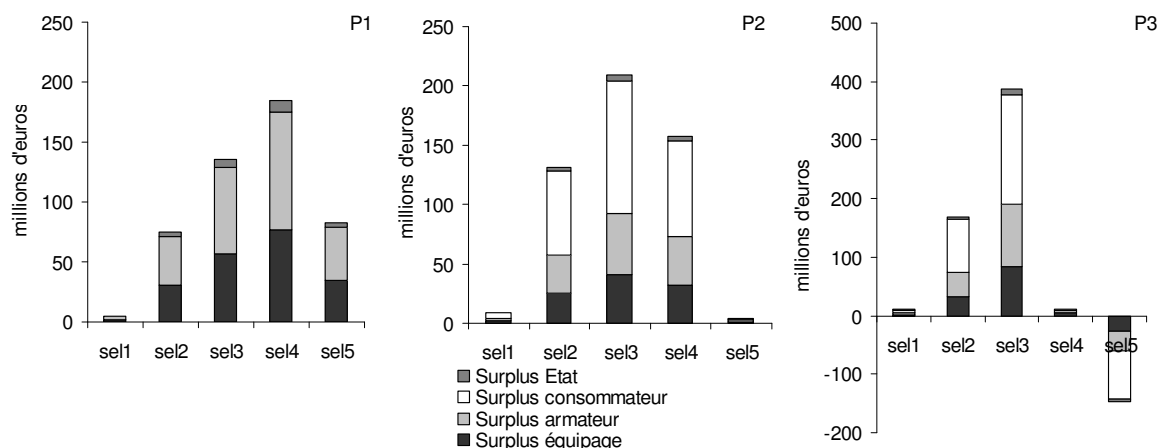 P1
millions d'euros
250
200
150
100
50
0
sel1 sel2 sel3 sel4 sel5
P2
millions d'euros
250
200
150
100
50
0
sel1 sel2 sel3 sel4 sel5
Surplus Etat
Surplus consommateur
Surplus armateur
Surplus équipage
P3
millions d'euros
500
400
300
200
100
0
-100
-200
sel1 sel2 sel3 sel4 sel5